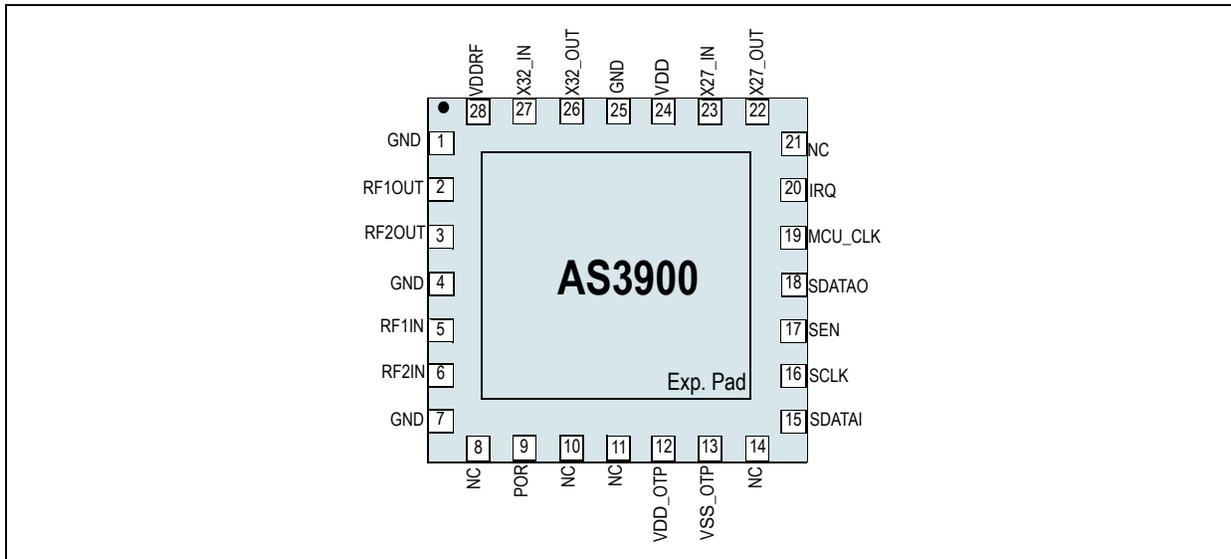 VDDRF
X32_IN
X32_OUT
GND
VDD
X27_IN
X27_OUT
28
27
26
25
24
23
22
GND 1
21 NC
RF1OUT 2
20 IRQ
RF2OUT 3
19 MCU_CLK
AS3900
GND 4
18 SDATAO
RF1IN 5
17 SEN
RF2IN 6
16 SCLK
Exp. Pad
GND 7
15 SDATAI
8
9
10
11
12
13
14
NC
POR
NC
NC
VDD_OTP
VSS_OTP
NC